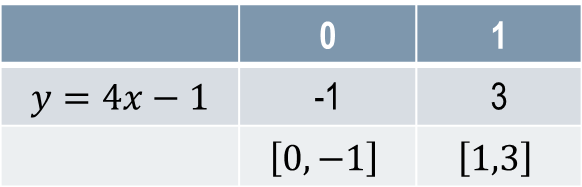 0 1
y = 4x − 1 -1 3
[0, −1] [1,3]